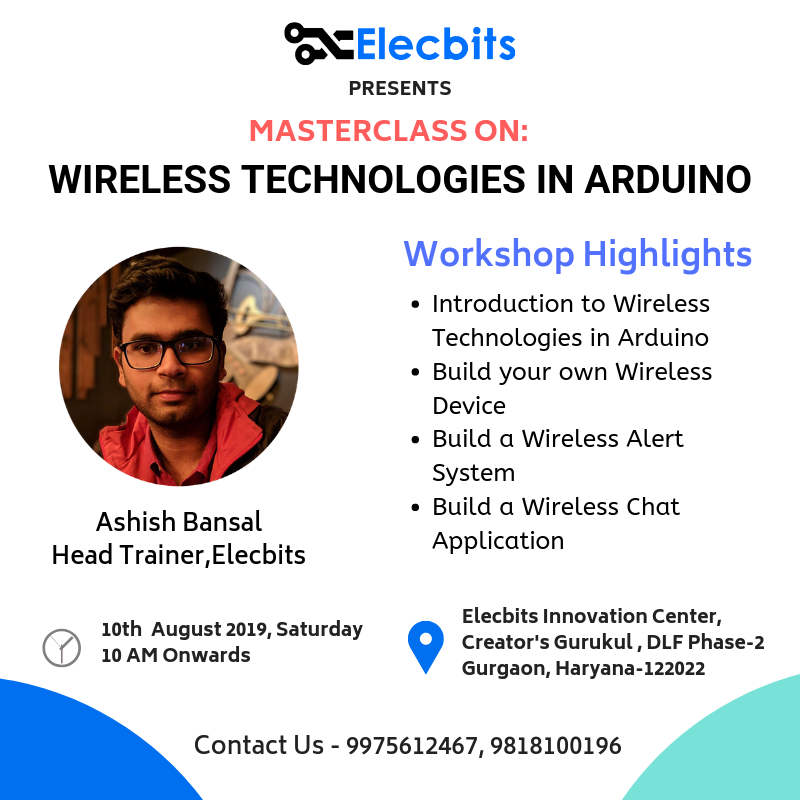 Elecbits
PRESENTS
MASTERCLASS ON:
WIRELESS TECHNOLOGIES IN ARDUINO
Workshop Highlights
• Introduction to Wireless
Technologies in Arduino
• Build your own Wireless
Device
• Build a Wireless Alert
System
• Build a Wireless Chat
Application
Ashish Bansal
Head Trainer,Elecbits
10th August 2019, Saturday
10 AM Onwards
Elecbits Innovation Center,
Creator's Gurukul , DLF Phase-2
Gurgaon, Haryana-122022
Contact Us - 9975612467, 9818100196